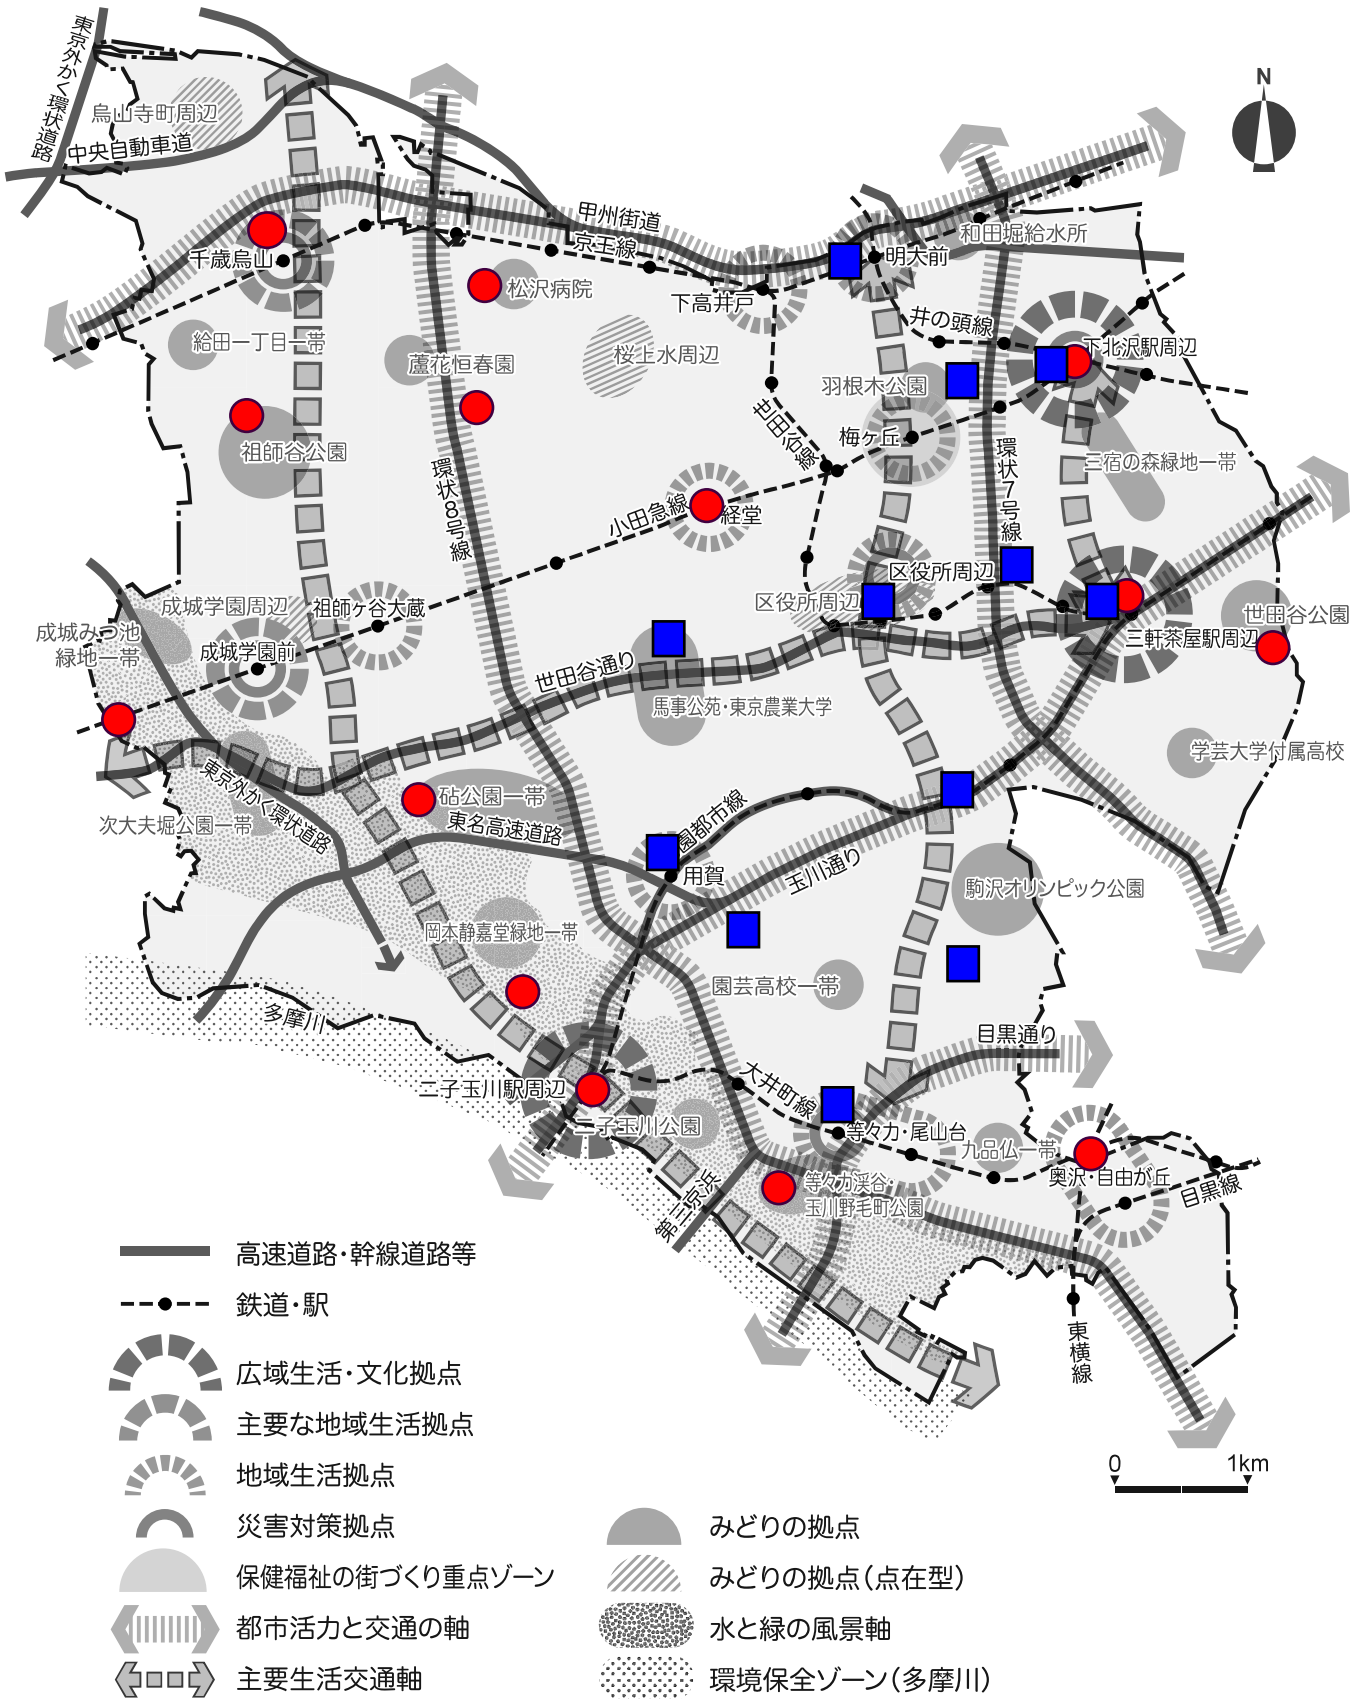 東京外かく環状道路
烏山寺町周辺
中央自動車道
N
甲州街道
京王線
和田堀給水所
明大前
千歳烏山
松沢病院
下高井戸
井の頭線
給田一丁目一帯
蘆花恒春園
桜上水周辺
下北沢駅周辺
羽根木公園
世田谷線
梅ヶ丘
祖師谷公園
環状8号線
環状7号線
三宿の森緑地一帯
小田急線
経堂
区役所周辺
区役所周辺
成城学園周辺
祖師ヶ谷大蔵
世田谷公園
成城みつ池
緑地一帯
成城学園前
三軒茶屋駅周辺
世田谷通り
馬事公苑・東京農業大学
学芸大学付属高校
東京外かく環状道路
砧公園一帯
次大夫堀公園一帯
東名高速道路
園都市線
玉川通り
用賀
駒沢オリンピック公園
岡本静嘉堂緑地一帯
園芸高校一帯
多摩川
目黒通り
二子玉川駅周辺
大井町線
二子玉川公園
等々力・尾山台
九品仏一帯
奥沢・自由が丘
等々力渓谷・
玉川野毛町公園
目黒線
第三京浜
東横線
高速道路・幹線道路等
鉄道・駅
広域生活・文化拠点
主要な地域生活拠点
地域生活拠点
災害対策拠点
保健福祉の街づくり重点ゾーン
都市活力と交通の軸
主要生活交通軸
みどりの拠点
みどりの拠点(点在型)
水と緑の風景軸
環境保全ゾーン(多摩川)
0 1km